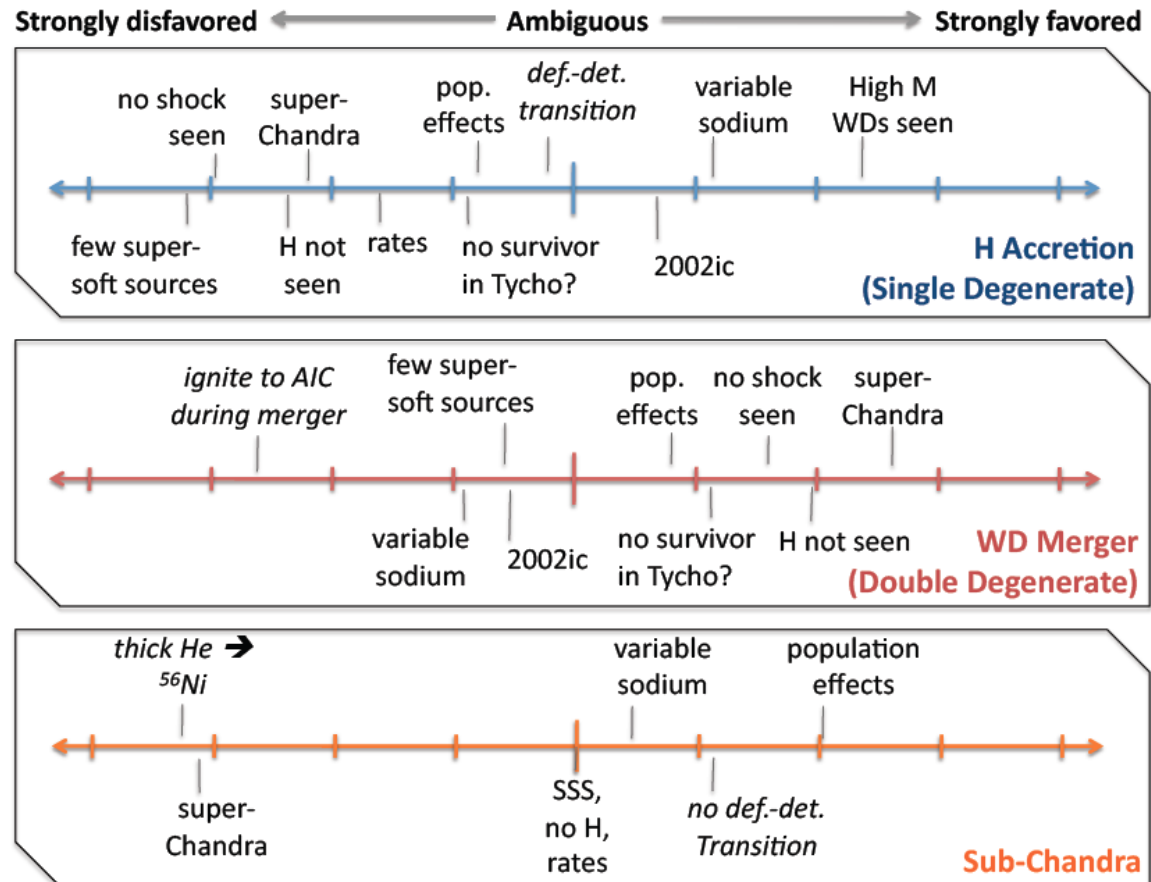 Strongly disfavored
Ambiguous
Strongly favored
no shock
seen
super-
Chandra
pop.
effects
def.-det.
transition
variable
sodium
High M
WDs seen
few super-
soft sources
H not
seen
rates
no survivor
in Tycho?
2002ic
H Accretion
(Single Degenerate)
ignite to AIC
during merger
few super-
soft sources
pop.
effects
no shock
seen
super-
Chandra
variable
sodium
2002ic
no survivor
in Tycho?
H not seen
WD Merger
(Double Degenerate)
thick He ➔
⁵⁶Ni
variable
sodium
population
effects
super-
Chandra
SSS,
no H,
rates
no def.-det.
Transition
Sub-Chandra